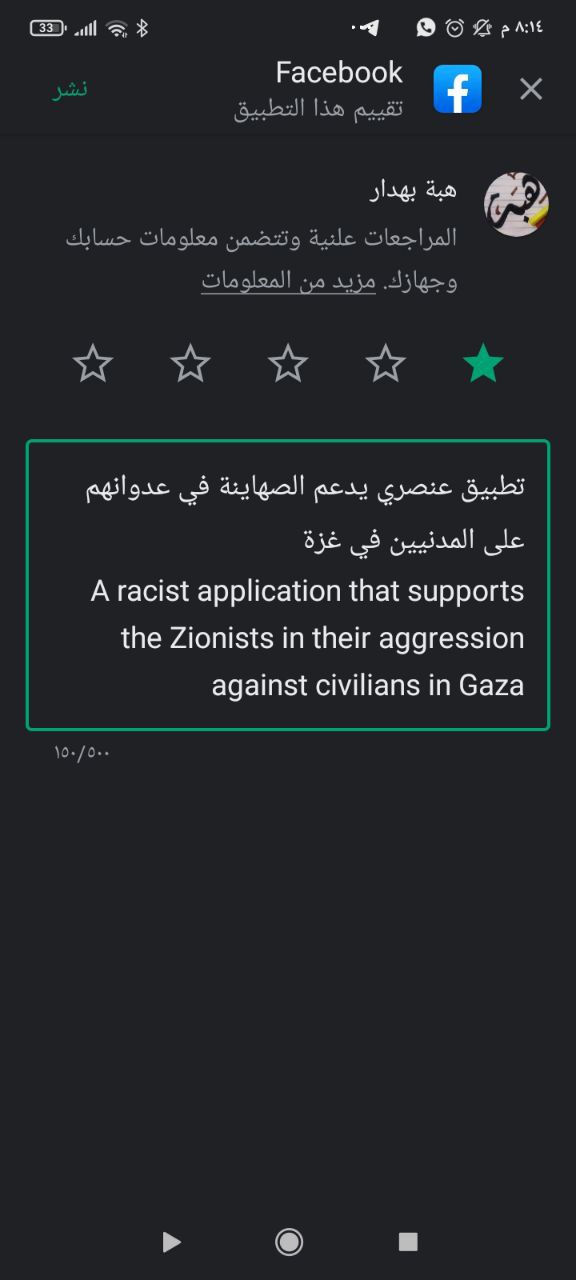 33 م ٨:١٤
Facebook
تقييم هذا التطبيق
نشر
هبة بهدار
المراجعات علنية وتتضمن معلومات حسابك
وجهازك. مزيد من المعلومات
تطبيق عنصري يدعم الصهاينة في عدوانهم
على المدنيين في غزة
A racist application that supports
the Zionists in their aggression
against civilians in Gaza
١٥٠/٥٠٠